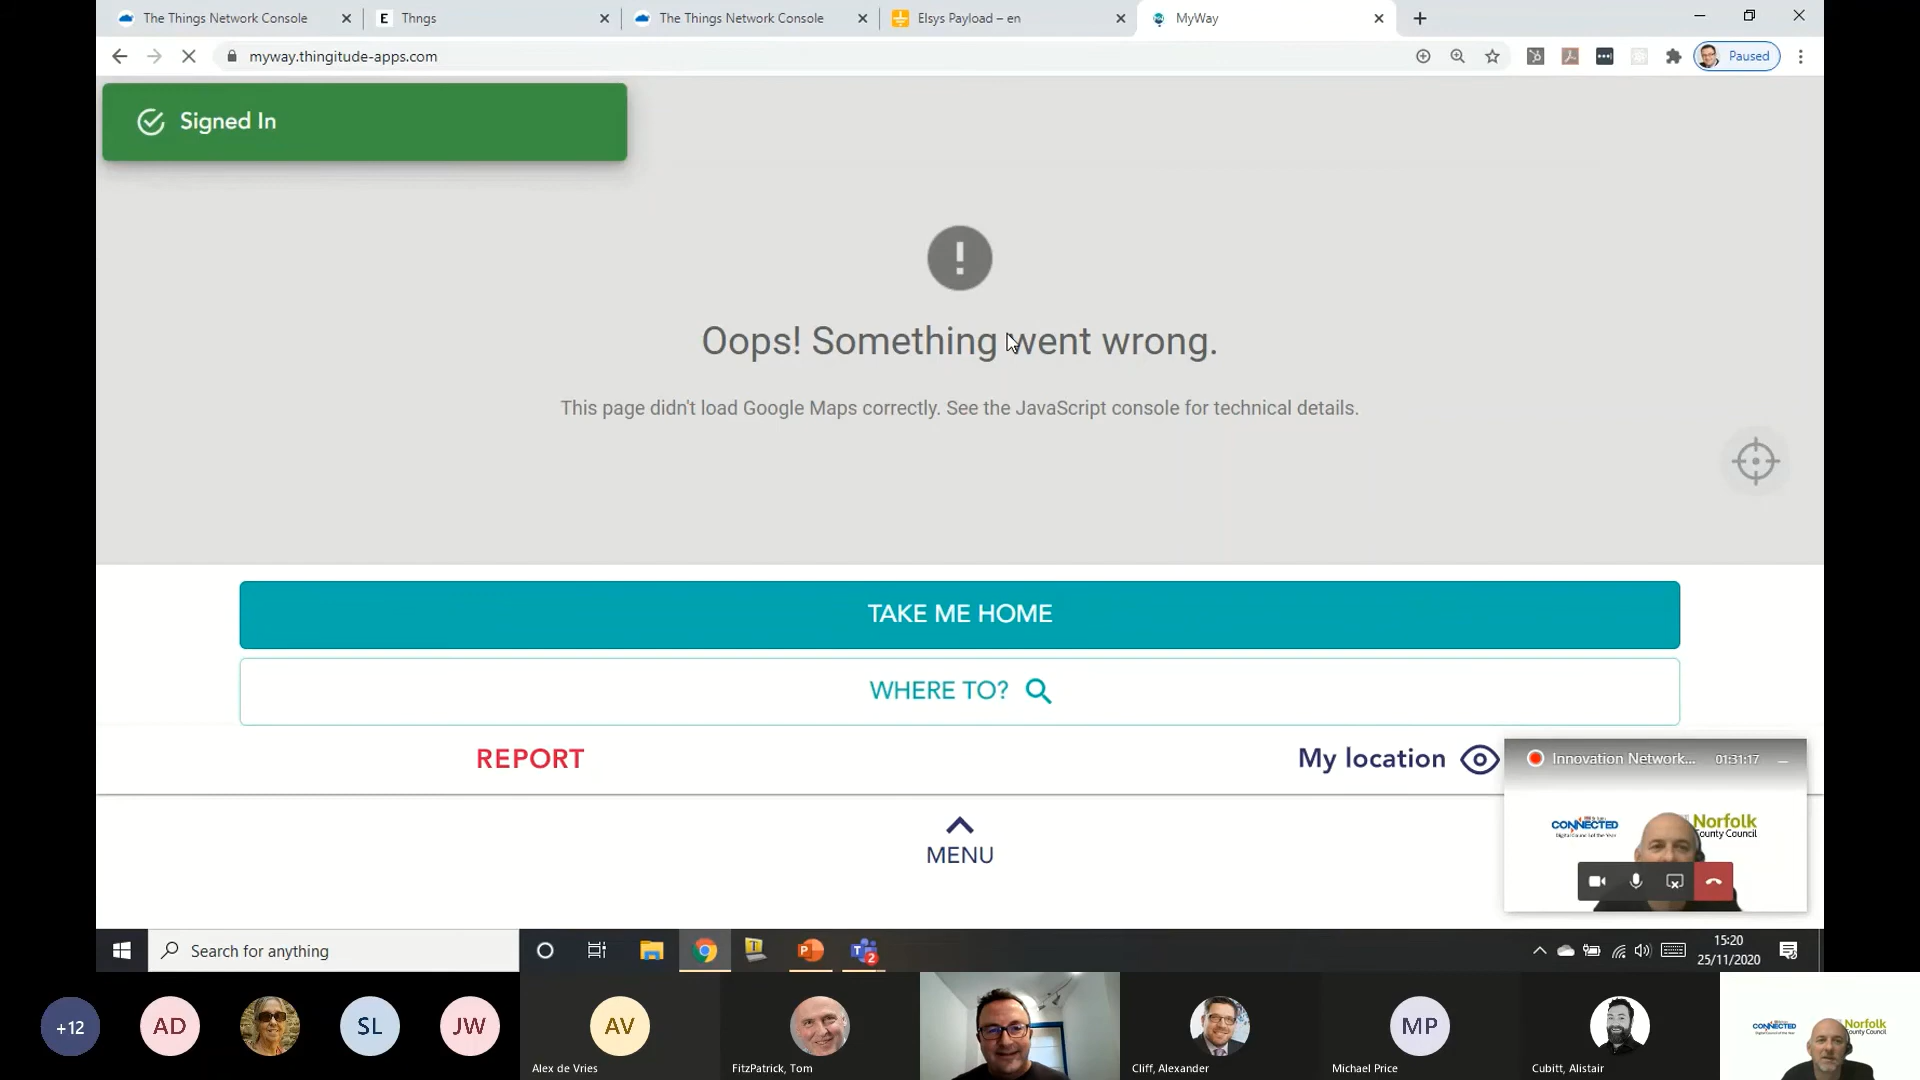 The Things Network Console
Thngs
The Things Network Console
Elsys Payload – en
MyWay
myway.thingitude-apps.com
Paused
Signed In
Oops! Something went wrong.
This page didn't load Google Maps correctly. See the JavaScript console for technical details.
TAKE ME HOME
WHERE TO?
REPORT
My location
Innovation Network...
01:31:17
CONNECTED
Norfolk
County Council
MENU
Search for anything
2
15:20
25/11/2020
+12
AD
SL
JW
AV
MP
Alex de Vries
FitzPatrick, Tom
Cliff, Alexander
Michael Price
Cubitt, Alistair
CONNECTED
Norfolk
County Council